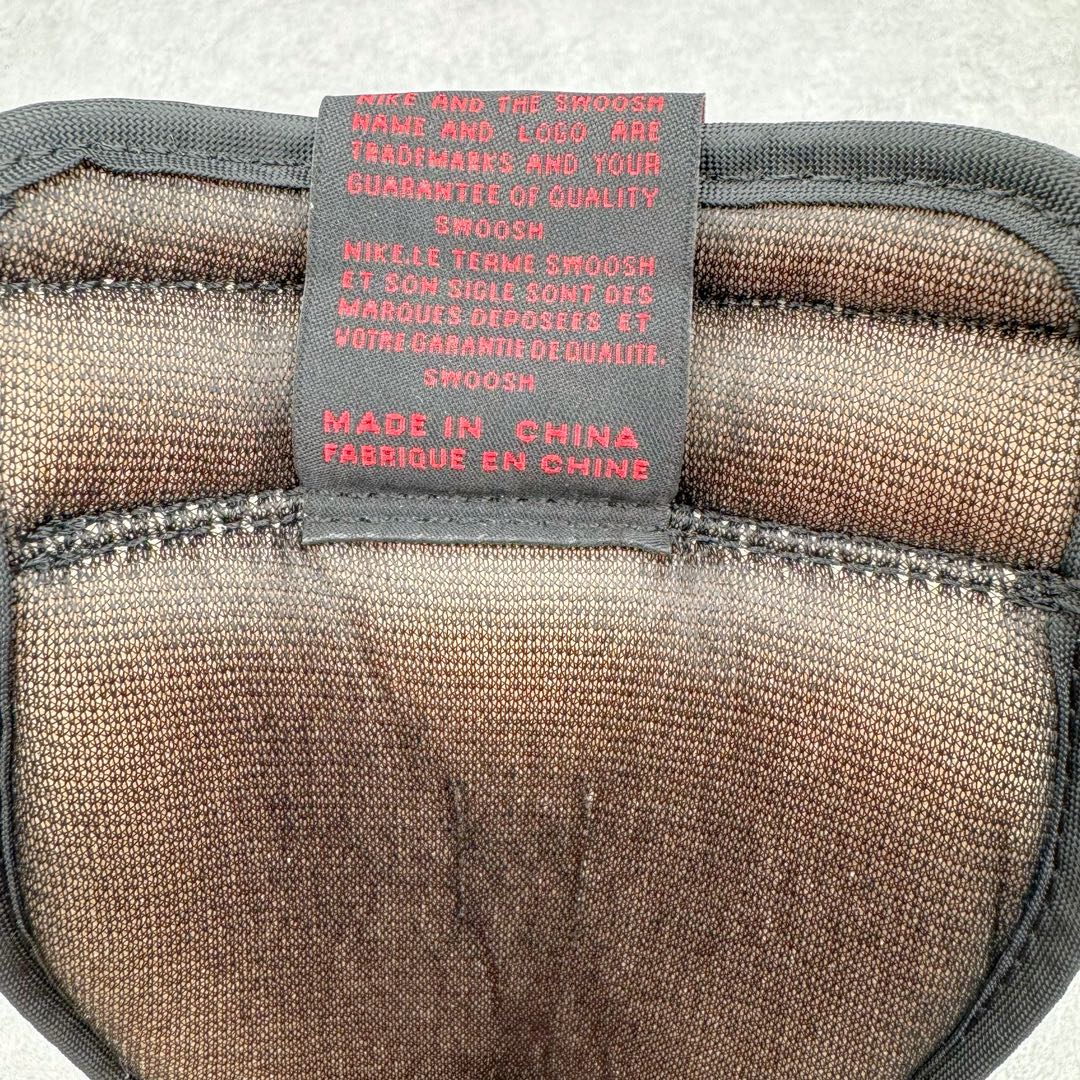 NIKE AND THE SWOOSH
NAME AND LOGO ARE
TRADEMARKS AND YOUR
GUARANTEE OF QUALITY
SWOOSH
NIKE.LE TERME SWOOSH
ET SON SIGLE SONT DES
MARQUES DEPOSEES ET
VOTRE GARANTIE DE QUALITE.
SWOOSH
MADE IN CHINA
FABRIQUE EN CHINE